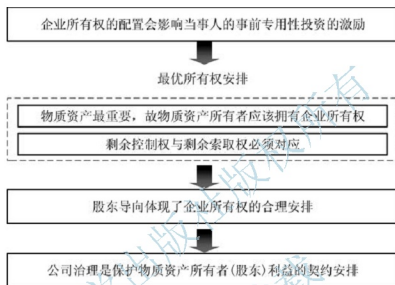 企业所有权的配置会影响当事人的事前专用性投资的激励
最优所有权安排
物质资产最重要，故物质资产所有者应该拥有企业所有权
剩余控制权与剩余索取权必须对应
股东导向体现了企业所有权的合理安排
公司治理是保护物质资产所有者(股东)利益的契约安排